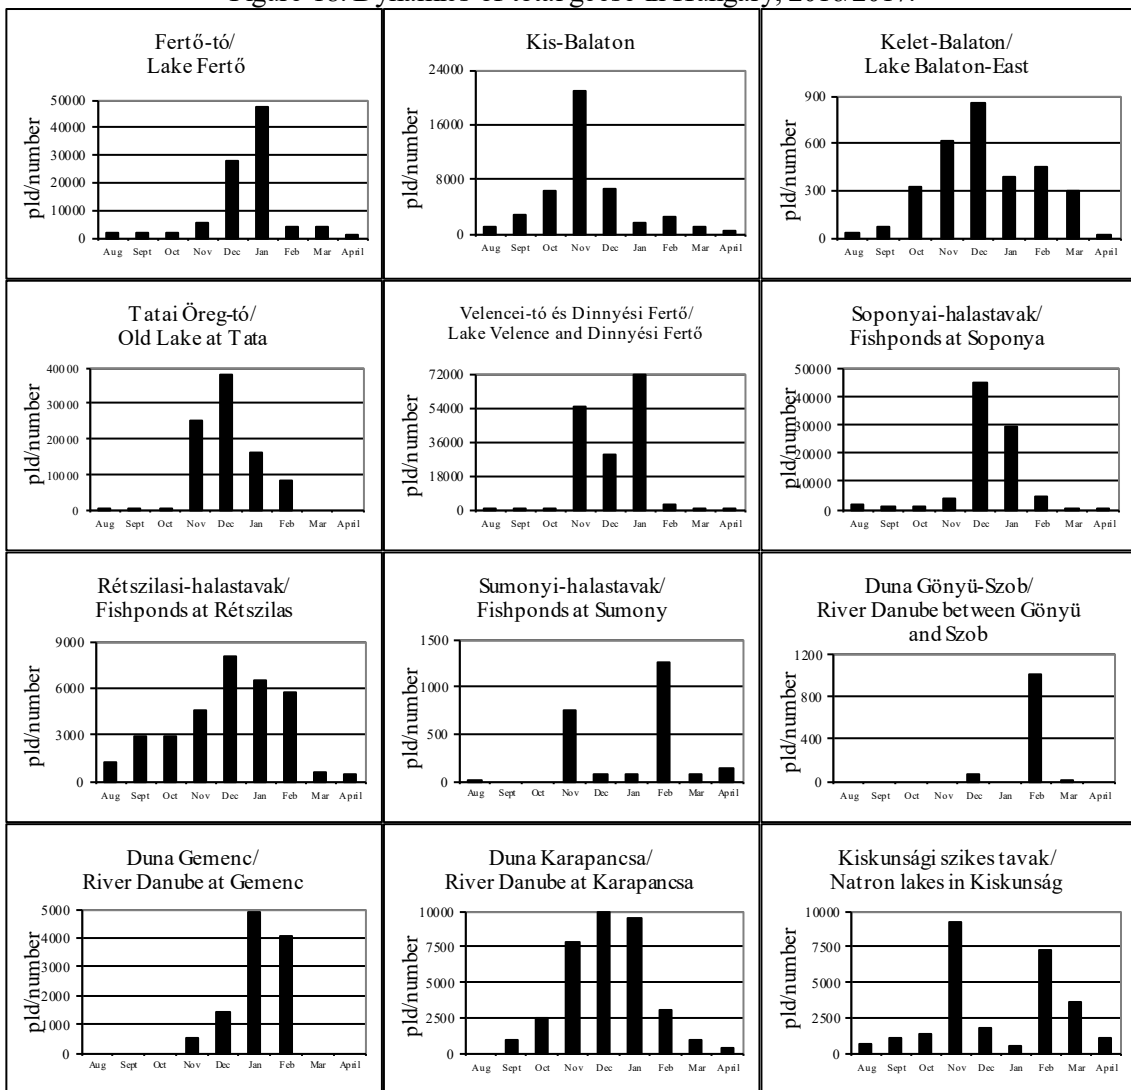 Figure Dynamics of total geese in Hungary, 2016/2017.
Fertő-tó/
Lake Fertő
pld/number
50000
40000
30000
20000
10000
0
Aug Sept Oct Nov Dec Jan Feb Mar April
Kis-Balaton
pld/number
24000
16000
8000
0
Aug Sept Oct Nov Dec Jan Feb Mar April
Kelet-Balaton/
Lake Balaton-East
pld/number
900
600
300
0
Aug Sept Oct Nov Dec Jan Feb Mar April
Tatai Öreg-tó/
Old Lake at Tata
pld/number
40000
30000
20000
10000
0
Aug Sept Oct Nov Dec Jan Feb Mar April
Velencei-tó és Dinnyési Fertő/
Lake Velence and Dinnyési Fertő
pld/number
72000
54000
36000
18000
0
Aug Sept Oct Nov Dec Jan Feb Mar April
Soponyai-halastavak/
Fishponds at Soponya
pld/number
50000
40000
30000
20000
10000
0
Aug Sept Oct Nov Dec Jan Feb Mar April
Rétszilasi-halastavak/
Fishponds at Rétszilas
pld/number
9000
6000
3000
0
Aug Sept Oct Nov Dec Jan Feb Mar April
Sumonyi-halastavak/
Fishponds at Sumony
pld/number
1500
1000
500
0
Aug Sept Oct Nov Dec Jan Feb Mar April
Duna Gönyü-Szob/
River Danube between Gönyü
and Szob
pld/number
1200
800
400
0
Aug Sept Oct Nov Dec Jan Feb Mar April
Duna Gemenc/
River Danube at Gemenc
pld/number
5000
4000
3000
2000
1000
0
Aug Sept Oct Nov Dec Jan Feb Mar April
Duna Karapancsa/
River Danube at Karapancsa
pld/number
10000
7500
5000
2500
0
Aug Sept Oct Nov Dec Jan Feb Mar April
Kiskunsági szikes tavak/
Natron lakes in Kiskunság
pld/number
10000
7500
5000
2500
0
Aug Sept Oct Nov Dec Jan Feb Mar April